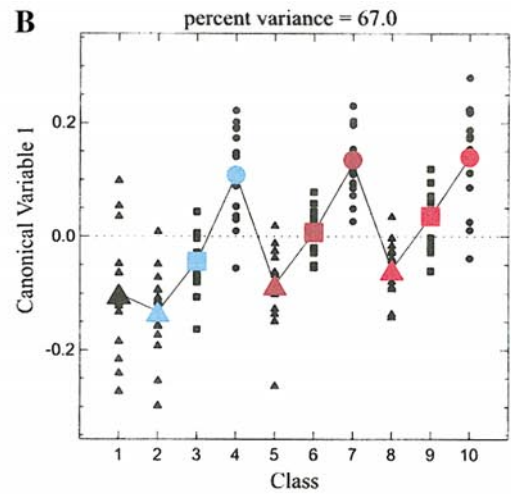 B
percent variance = 67.0
Canonical Variable 1
0.2
0.0
-0.2
1 2 3 4 5 6 7 8 9 10
Class